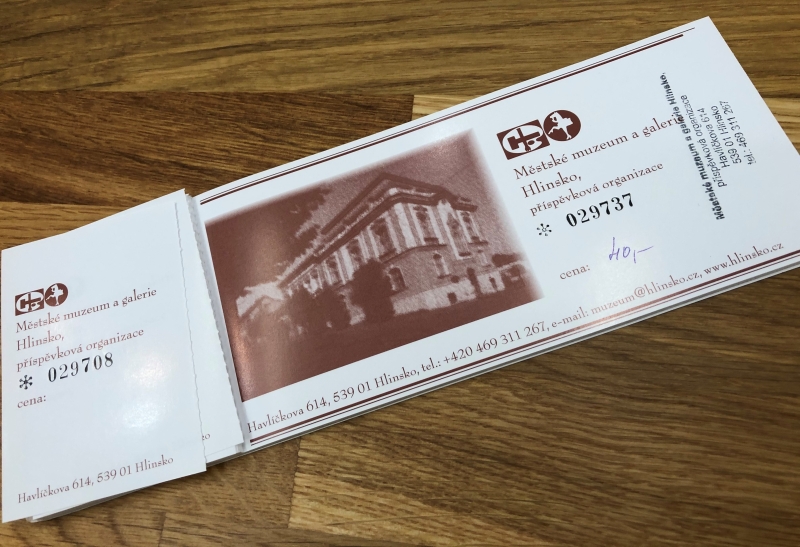 Městské muzeum a galerie
Hlinsko,
příspěvková organizace
* 029708
cena:
Havlíčkova 614, 539 01 Hlinsko
Městské muzeum a galerie
Hlinsko,
příspěvková organizace
* 029737
cena: 40,-
Havlíčkova 614, 539 01 Hlinsko, tel.: +420 469 311 267, e-mail: muzeum@hlinsko.cz, www.hlinsko.cz
Městské muzeum a galerie Hlinsko,
příspěvková organizace
Havlíčkova 614
539 01 Hlinsko
tel.: 469 311 267